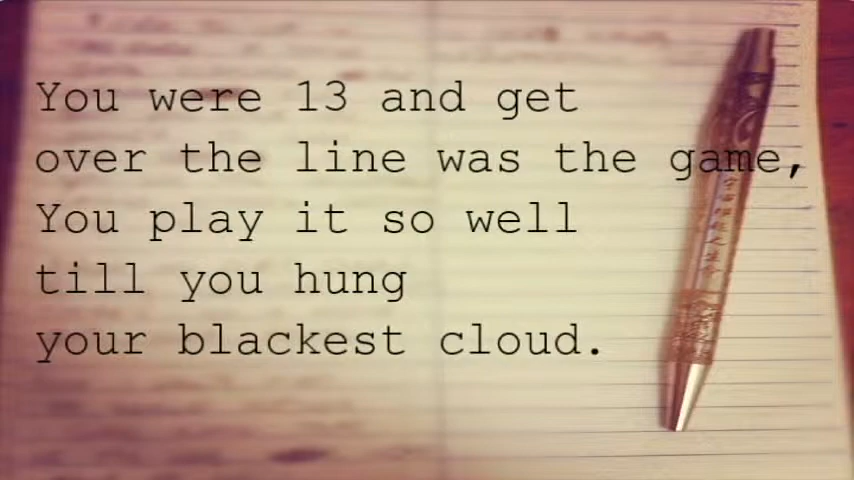 You were 13 and get
over the line was the game,
You play it so well
till you hung
your blackest cloud.